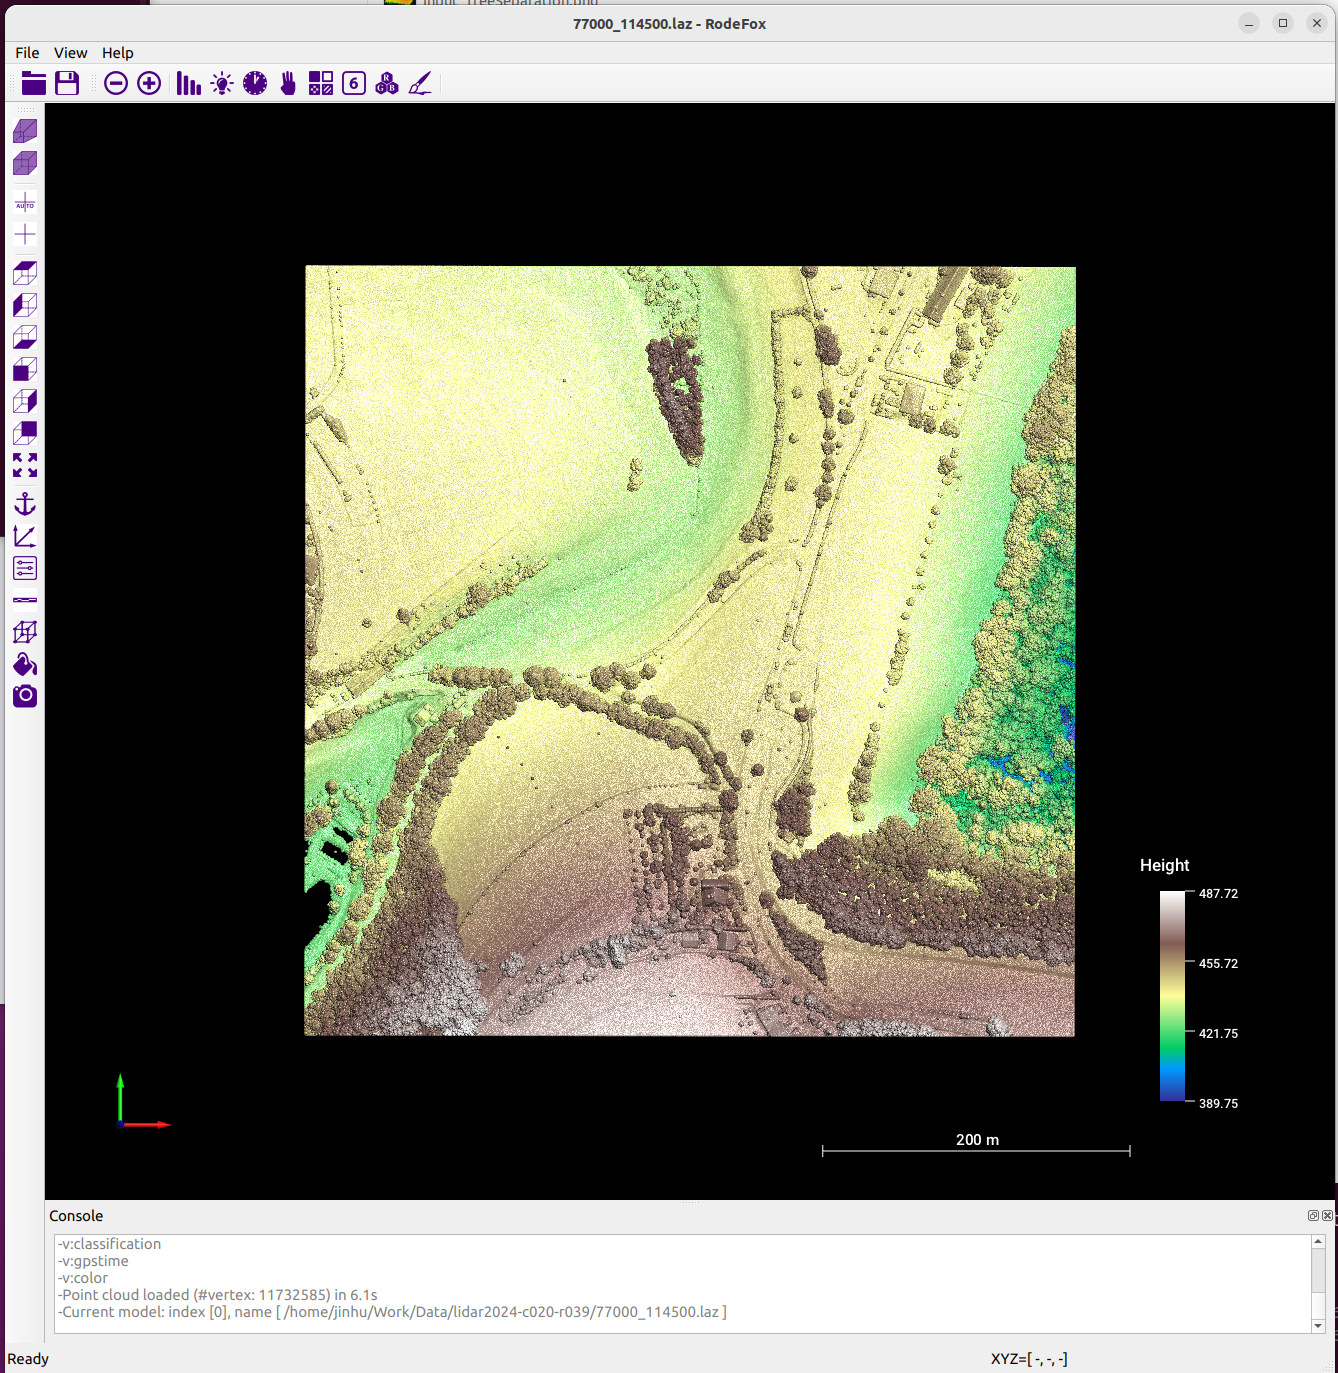 input_TreeSeparation.png
77000_114500.laz - RodeFox
File View Help
6
R
G B
AUTO
Height
487.72
455.72
421.75
389.75
200 m
Console
-v:classification
-v:gpstime
-v:color
-Point cloud loaded (#vertex: 11732585) in 6.1s
-Current model: index [0], name [ /home/jinhu/Work/Data/lidar2024-c020-r039/77000_114500.laz ]
Ready
XYZ=[ -, -, -]